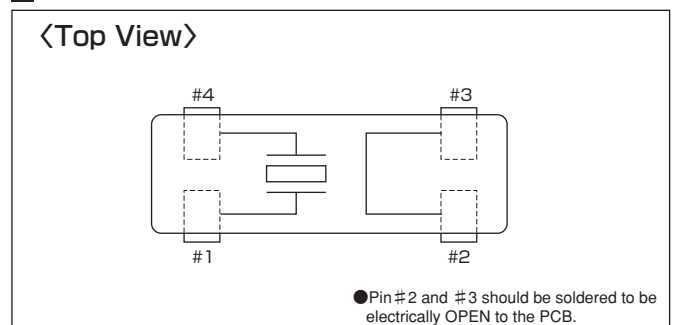 〈Top View〉
#4 #3
#1 #2
●Pin♯2 and ♯3 should be soldered to be
electrically OPEN to the PCB.